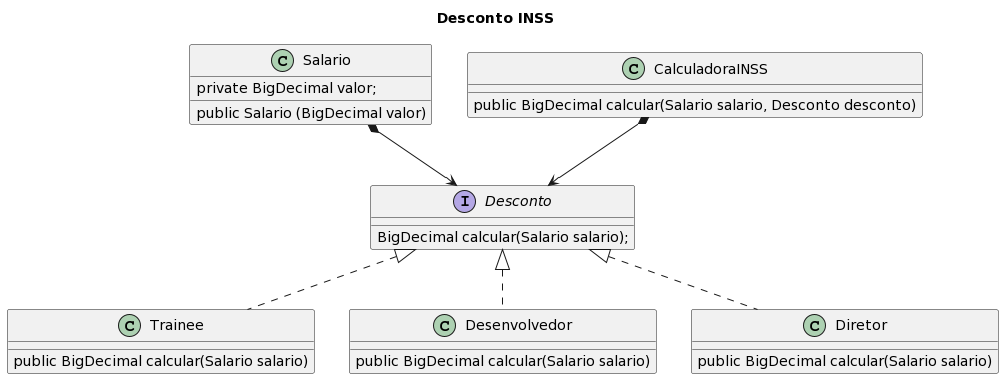 Desconto INSS
C Salario
private BigDecimal valor;
public Salario (BigDecimal valor)
C CalculadoraINSS
public BigDecimal calcular(Salario salario, Desconto desconto)
I Desconto
BigDecimal calcular(Salario salario);
C Trainee
public BigDecimal calcular(Salario salario)
C Desenvolvedor
public BigDecimal calcular(Salario salario)
C Diretor
public BigDecimal calcular(Salario salario)